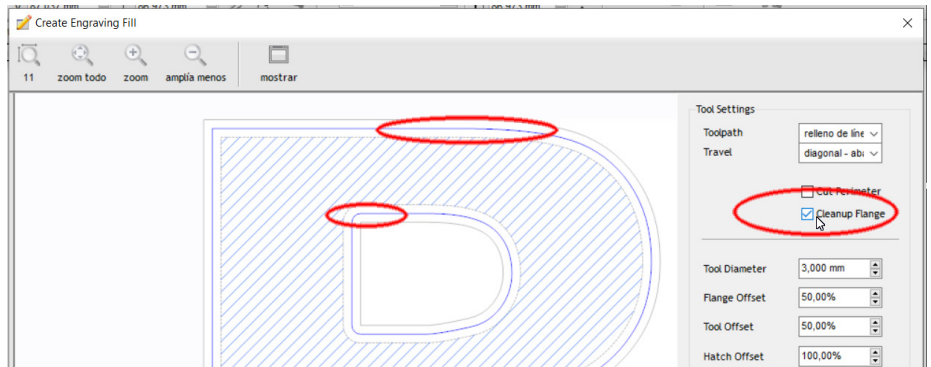 Create Engraving Fill
11 zoom todo zoom amplía menos mostrar
Tool Settings
Toolpath relleno de líne
Travel diagonal - aba
Cut Perimeter
Cleanup Flange
Tool Diameter 3,000 mm
Flange Offset 50,00%
Tool Offset 50,00%
Hatch Offset 100,00%